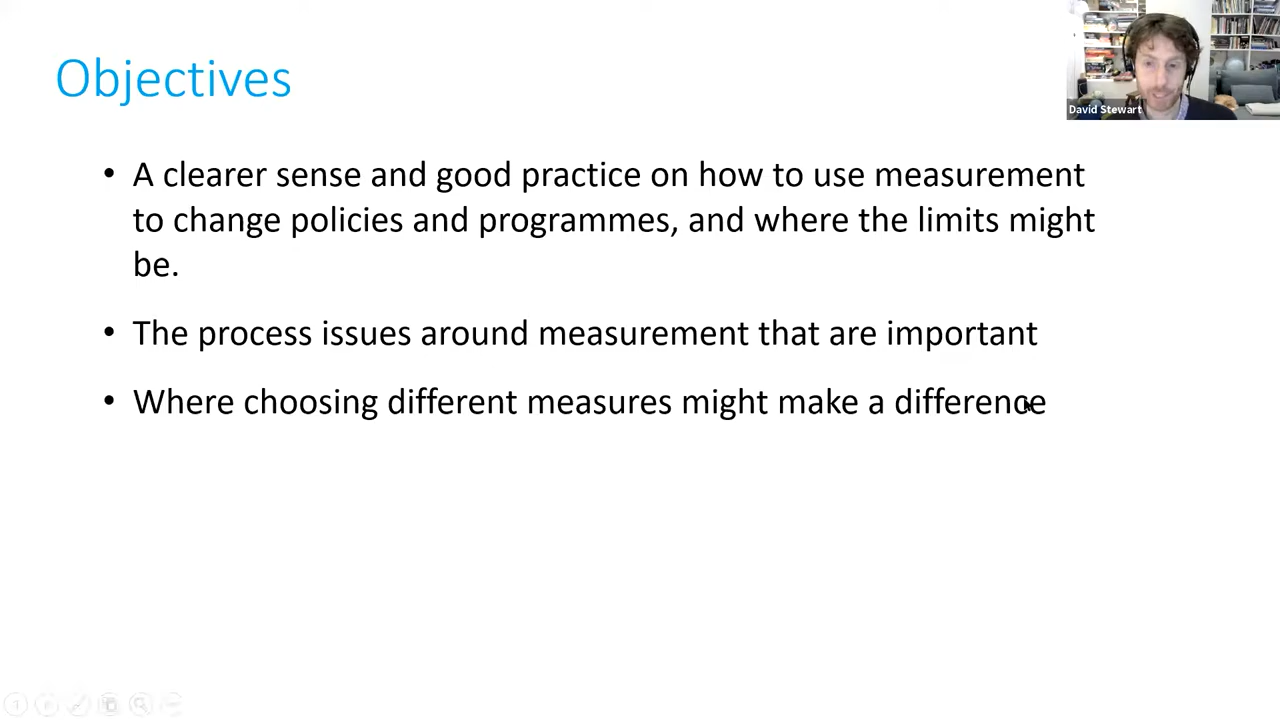 Objectives
David Stewart
• A clearer sense and good practice on how to use measurement
to change policies and programmes, and where the limits might
be.
• The process issues around measurement that are important
• Where choosing different measures might make a difference